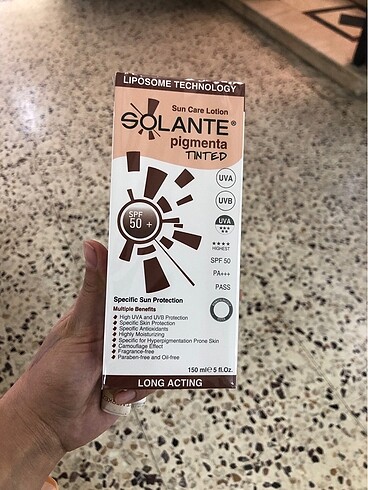 LIPOSOME TECHNOLOGY
Sun Care Lotion
SOLANTE®
pigmenta
TINTED
UVA
UVB
SPF
50 +
UVA
★★★
★★
★★★★
HIGHEST
SPF 50
PA+++
PASS
Specific Sun Protection
Multiple Benefits
High UVA and UVB Protection
Specific Skin Protection
Specific Antioxidants
Highly Moisturizing
Specific for Hyperpigmentation Prone Skin
Camouflage Effect
Fragrance-free
Paraben-free and Oil-free
150 ml℮ 5 fl.Oz.
LONG ACTING